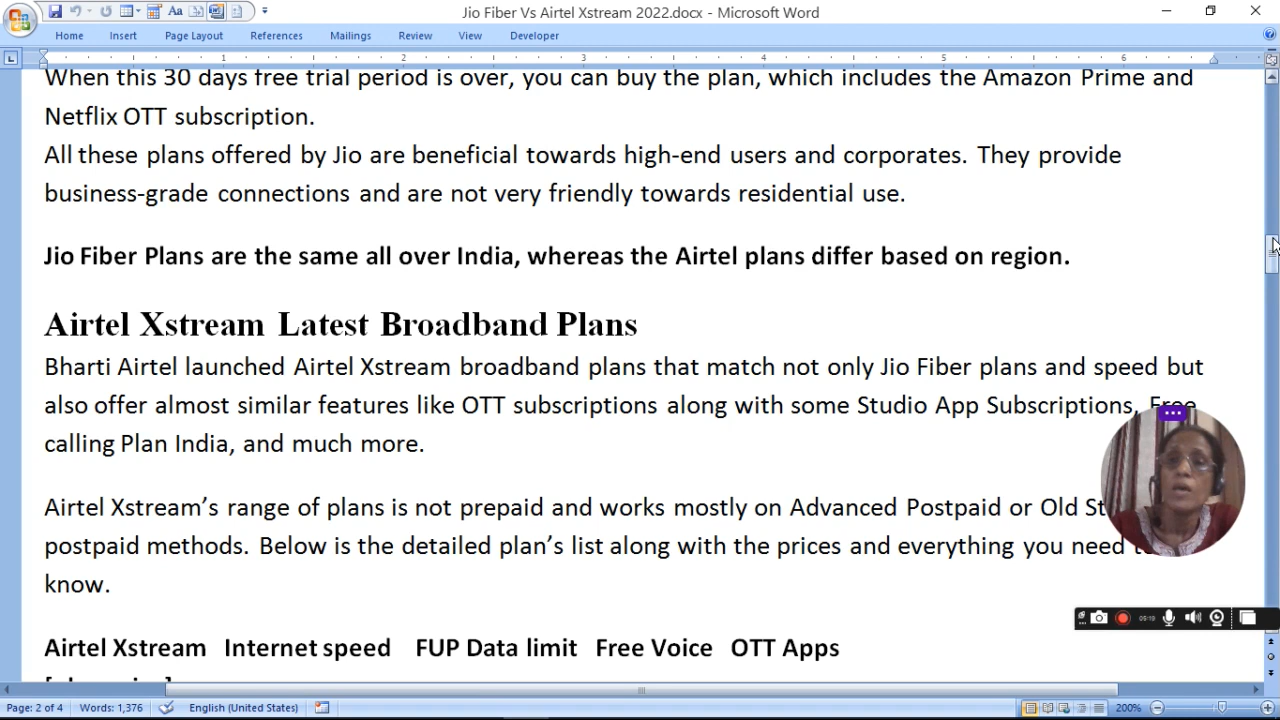 Jio Fiber Vs Airtel Xstream 2022.docx - Microsoft Word
Home Insert Page Layout References Mailings Review View Developer
1 2 3 4 5 6
When this 30 days free trial period is over, you can buy the plan, which includes the Amazon Prime and
Netflix OTT subscription.
All these plans offered by Jio are beneficial towards high-end users and corporates. They provide
business-grade connections and are not very friendly towards residential use.
Jio Fiber Plans are the same all over India, whereas the Airtel plans differ based on region.
Airtel Xstream Latest Broadband Plans
Bharti Airtel launched Airtel Xstream broadband plans that match not only Jio Fiber plans and speed but
also offer almost similar features like OTT subscriptions along with some Studio App Subscriptions, Free
calling Plan India, and much more.
Airtel Xstream’s range of plans is not prepaid and works mostly on Advanced Postpaid or Old
postpaid methods. Below is the detailed plan’s list along with the prices and everything you need
know.
Airtel Xstream Internet speed FUP Data limit Free Voice OTT Apps
Page: 2 of 4 Words: 1,376 English (United States) 200%